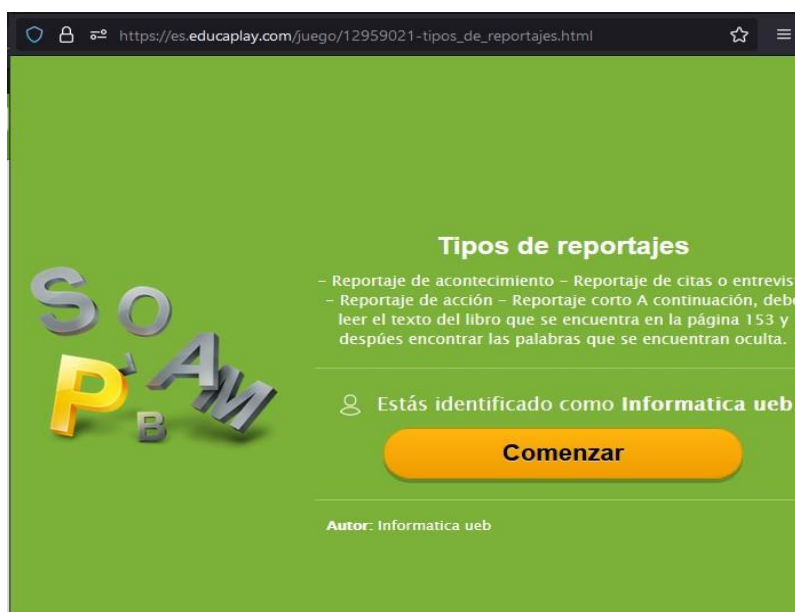 https://es.educaplay.com/juego/12959021-tipos_de_reportajes.html
Tipos de reportajes
– Reportaje de acontecimiento – Reportaje de citas o entrevis
– Reportaje de acción – Reportaje corto A continuación, debe
leer el texto del libro que se encuentra en la página 153 y
despúes encontrar las palabras que se encuentran oculta.
Estás identificado como Informatica ueb
Comenzar
Autor: Informatica ueb
S O P A M B